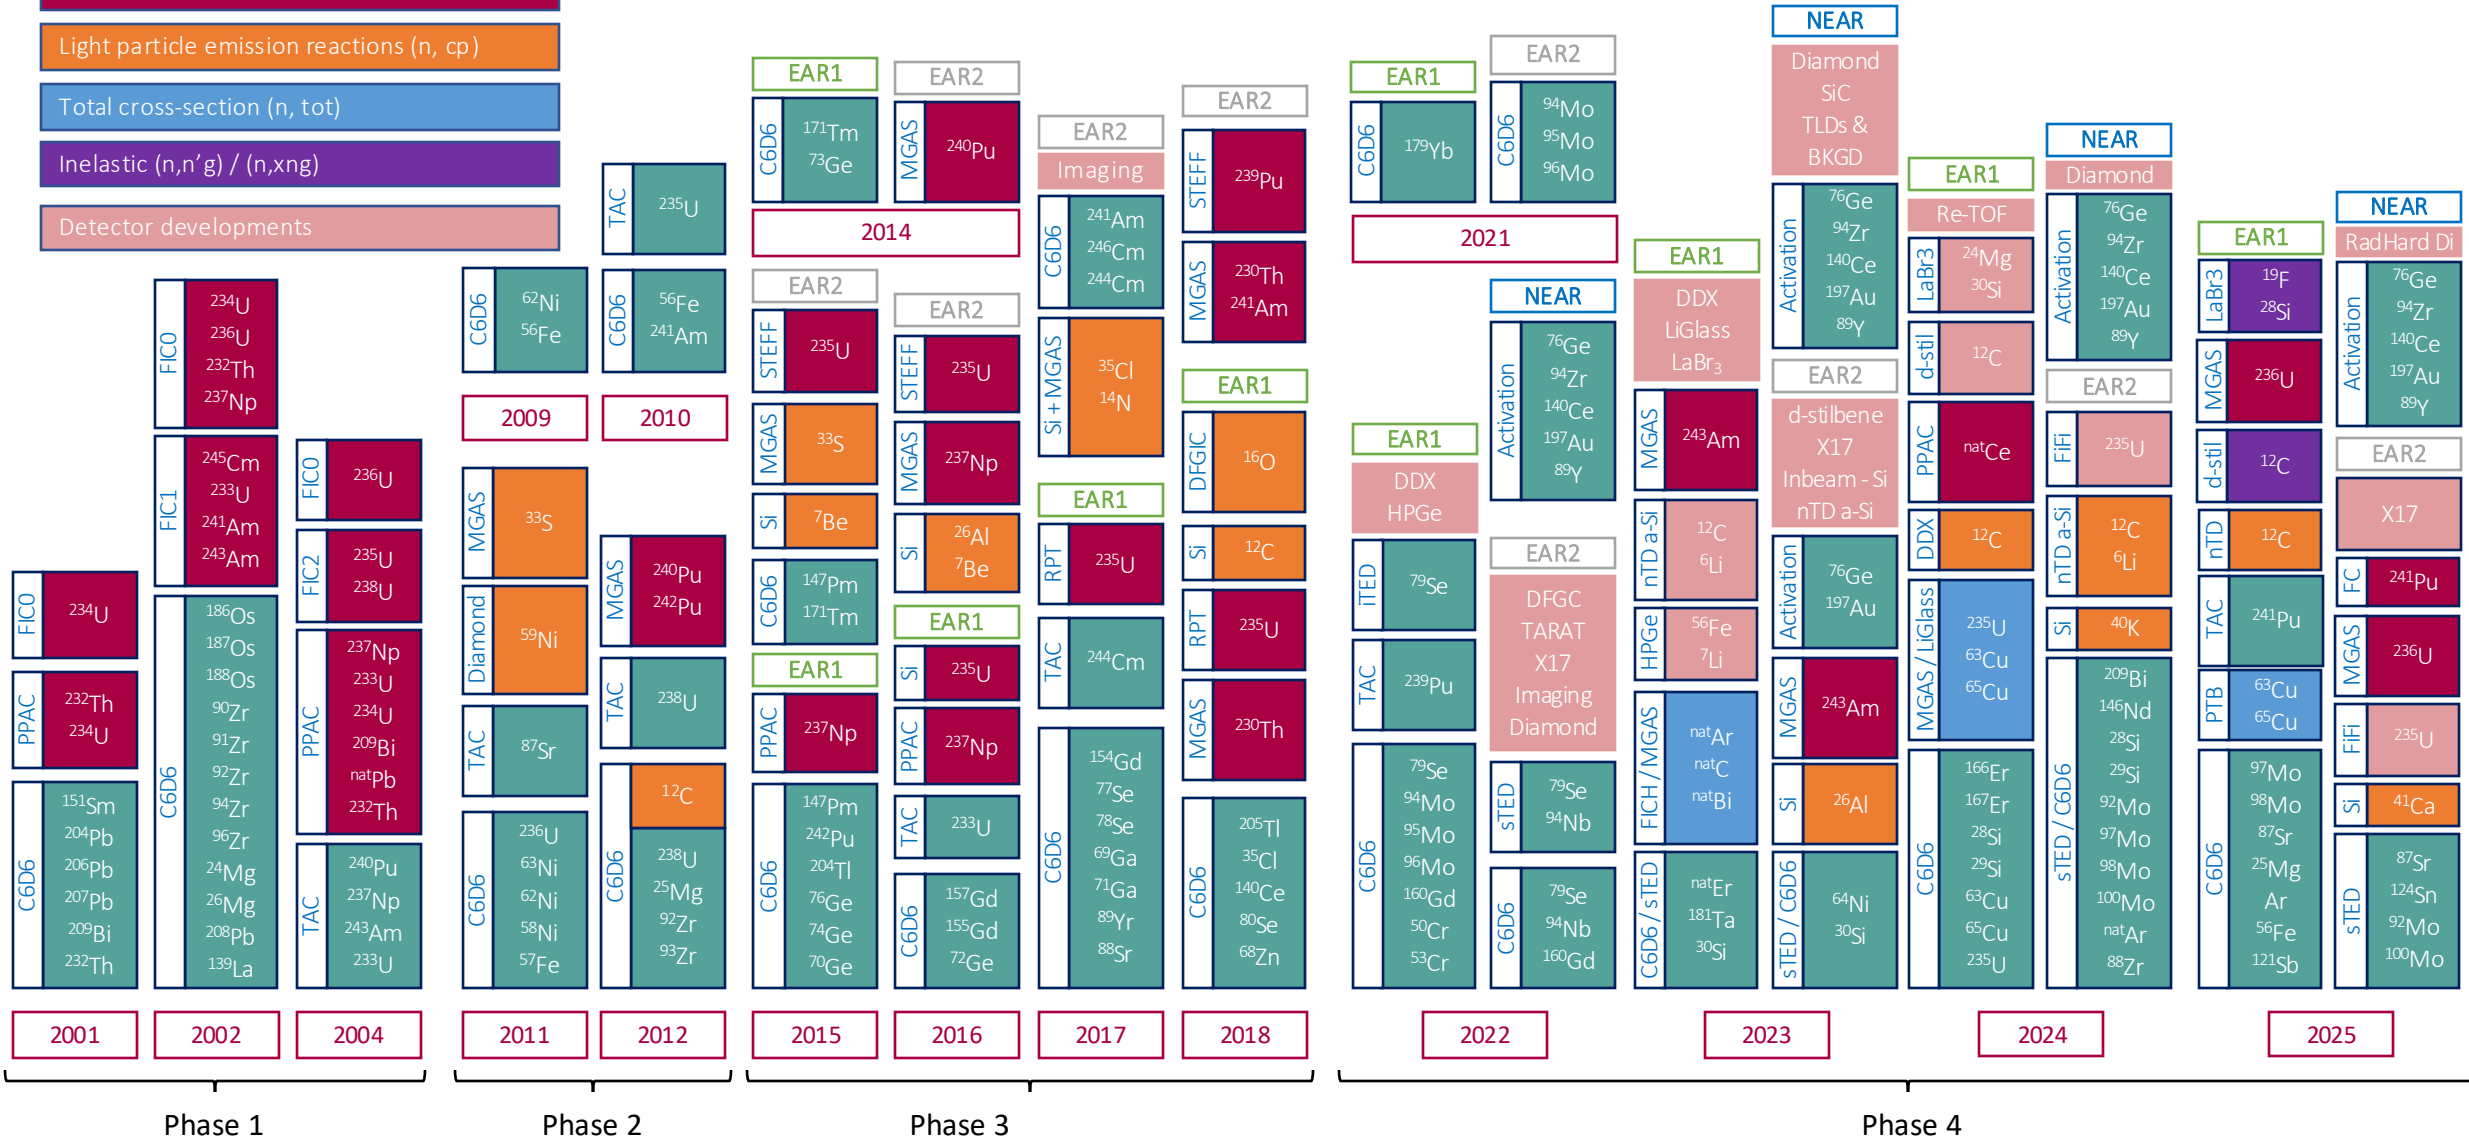 Light particle emission reactions (n, cp)
Total cross-section (n, tot)
Inelastic (n,n’g) / (n,xng)
Detector developments
FIC0
²³⁴U
PPAC
²³²Th
²³⁴U
C6D6
¹⁵¹Sm
²⁰⁴Pb
²⁰⁶Pb
²⁰⁷Pb
²⁰⁹Bi
²³²Th
2001
FIC0
²³⁴U
²³⁶U
²³²Th
²³⁷Np
FIC1
²⁴⁵Cm
²³³U
²⁴¹Am
²⁴³Am
C6D6
¹⁸⁶Os
¹⁸⁷Os
¹⁸⁸Os
⁹⁰Zr
⁹¹Zr
⁹²Zr
⁹⁴Zr
⁹⁶Zr
²⁴Mg
²⁶Mg
²⁰⁸Pb
¹³⁹La
2002
FIC0
²³⁶U
FIC2
²³⁵U
²³⁸U
PPAC
²³⁷Np
²³³U
²³⁴U
²⁰⁹Bi
ⁿᵃᵗPb
²³²Th
TAC
²⁴⁰Pu
²³⁷Np
²⁴³Am
²³³U
2004
Phase 1
C6D6
⁶²Ni
⁵⁶Fe
2009
MGAS
³³S
Diamond
⁵⁹Ni
TAC
⁸⁷Sr
C6D6
²³⁶U
⁶³Ni
⁶²Ni
⁵⁸Ni
⁵⁷Fe
2011
TAC
²³⁵U
C6D6
⁵⁶Fe
²⁴¹Am
2010
MGAS
²⁴⁰Pu
²⁴²Pu
TAC
²³⁸U
C6D6
¹²C
²³⁸U
²⁵Mg
⁹²Zr
⁹³Zr
2012
Phase 2
EAR1
C6D6
¹⁷¹Tm
⁷³Ge
EAR2
MGAS
²⁴⁰Pu
2014
EAR2
STEFF
²³⁵U
MGAS
³³S
Si
⁷Be
C6D6
¹⁴⁷Pm
¹⁷¹Tm
EAR1
PPAC
²³⁷Np
C6D6
¹⁴⁷Pm
²⁴²Pu
²⁰⁴Tl
⁷⁶Ge
⁷⁴Ge
⁷⁰Ge
2015
EAR2
STEFF
²³⁵U
MGAS
²³⁷Np
Si
²⁶Al
⁷Be
EAR1
Si
²³⁵U
PPAC
²³⁷Np
TAC
²³³U
C6D6
¹⁵⁷Gd
¹⁵⁵Gd
⁷²Ge
2016
EAR2
Imaging
C6D6
²⁴¹Am
²⁴⁶Cm
²⁴⁴Cm
Si + MGAS
³⁵Cl
¹⁴N
EAR1
RPT
²³⁵U
TAC
²⁴⁴Cm
C6D6
¹⁵⁴Gd
⁷⁷Se
⁷⁸Se
⁶⁹Ga
⁷¹Ga
⁸⁹Yr
⁸⁸Sr
2017
EAR2
STEFF
²³⁹Pu
MGAS
²³⁰Th
²⁴¹Am
EAR1
DFGIC
¹⁶O
Si
¹²C
RPT
²³⁵U
MGAS
²³⁰Th
C6D6
²⁰⁵Tl
³⁵Cl
¹⁴⁰Ce
⁸⁰Se
⁶⁸Zn
2018
Phase 3
EAR1
C6D6
¹⁷⁹Yb
EAR2
C6D6
⁹⁴Mo
⁹⁵Mo
⁹⁶Mo
2021
EAR1
DDX
HPGe
iTED
⁷⁹Se
TAC
²³⁹Pu
C6D6
⁷⁹Se
⁹⁴Mo
⁹⁵Mo
⁹⁶Mo
¹⁶⁰Gd
⁵⁰Cr
⁵³Cr
NEAR
Activation
⁷⁶Ge
⁹⁴Zr
¹⁴⁰Ce
¹⁹⁷Au
⁸⁹Y
EAR2
DFGC
TARAT
X17
Imaging
Diamond
sTED
⁷⁹Se
⁹⁴Nb
C6D6
⁷⁹Se
⁹⁴Nb
¹⁶⁰Gd
2022
EAR1
DDX
LiGlass
LaBr₃
MGAS
²⁴³Am
nTD a-Si
¹²C
⁶Li
HPGe
⁵⁶Fe
⁷Li
FICH / MGAS
ⁿᵃᵗAr
ⁿᵃᵗC
ⁿᵃᵗBi
C6D6 / sTED
ⁿᵃᵗEr
¹⁸¹Ta
³⁰Si
NEAR
Diamond
SiC
TLDs &
BKGD
Activation
⁷⁶Ge
⁹⁴Zr
¹⁴⁰Ce
¹⁹⁷Au
⁸⁹Y
EAR2
d-stilbene
X17
Inbeam - Si
nTD a-Si
Activation
⁷⁶Ge
¹⁹⁷Au
MGAS
²⁴³Am
Si
²⁶Al
sTED / C6D6
⁶⁴Ni
³⁰Si
2023
EAR1
Re-TOF
LaBr3
²⁴Mg
³⁰Si
d-stil
¹²C
PPAC
ⁿᵃᵗCe
DDX
¹²C
MGAS / LiGlass
²³⁵U
⁶³Cu
⁶⁵Cu
C6D6
¹⁶⁶Er
¹⁶⁷Er
²⁸Si
²⁹Si
⁶³Cu
⁶⁵Cu
²³⁵U
NEAR
Diamond
Activation
⁷⁶Ge
⁹⁴Zr
¹⁴⁰Ce
¹⁹⁷Au
⁸⁹Y
EAR2
FiFi
²³⁵U
nTD a-Si
¹²C
⁶Li
Si
⁴⁰K
sTED / C6D6
²⁰⁹Bi
¹⁴⁶Nd
²⁸Si
²⁹Si
⁹²Mo
⁹⁷Mo
⁹⁸Mo
¹⁰⁰Mo
ⁿᵃᵗAr
⁸⁸Zr
2024
EAR1
LaBr3
¹⁹F
²⁸Si
MGAS
²³⁶U
d-stil
¹²C
nTD
¹²C
TAC
²⁴¹Pu
PTB
⁶³Cu
⁶⁵Cu
C6D6
⁹⁷Mo
⁹⁸Mo
⁸⁷Sr
²⁵Mg
Ar
⁵⁶Fe
¹²¹Sb
NEAR
RadHard Di
Activation
⁷⁶Ge
⁹⁴Zr
¹⁴⁰Ce
¹⁹⁷Au
⁸⁹Y
EAR2
X17
FC
²⁴¹Pu
MGAS
²³⁶U
FiFi
²³⁵U
Si
⁴¹Ca
sTED
⁸⁷Sr
¹²⁴Sn
⁹²Mo
¹⁰⁰Mo
2025
Phase 4